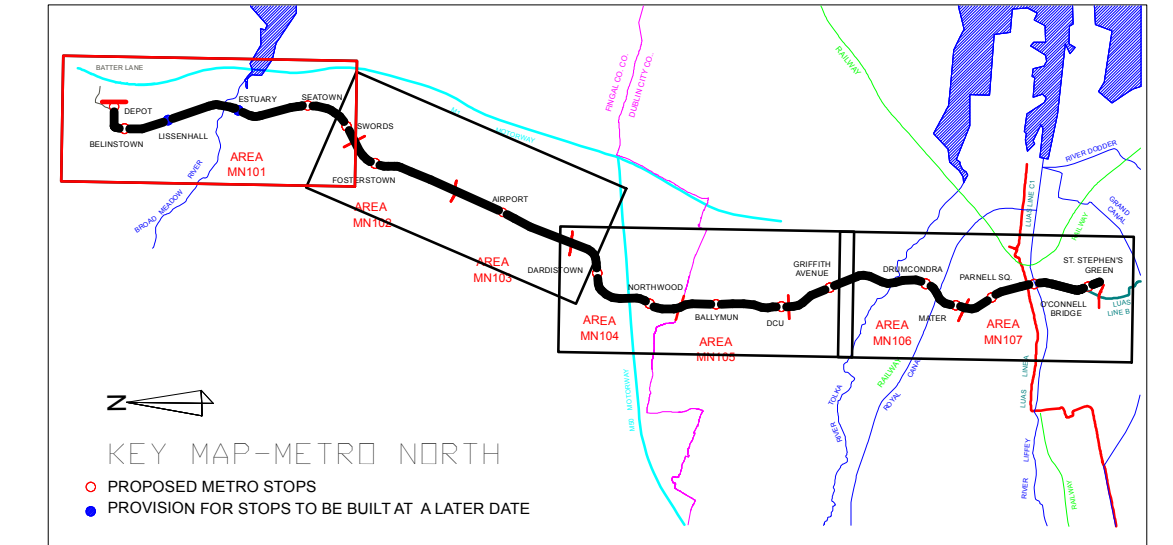 BATTER LANE
DEPOT
BELINSTOWN
LISSENHALL
ESTUARY
SEATOWN
SWORDS
FOSTERSTOWN
AREA
MN101
BROAD MEADOW RIVER
AREA
MN102
MOTORWAY
AIRPORT
AREA
MN103
DARDISTOWN
FINGAL CO. CO.
DUBLIN CITY CO.
NORTHWOOD
AREA
MN104
BALLYMUN
AREA
MN105
DCU
GRIFFITH
AVENUE
M50 MOTORWAY
RAILWAY
DRUMCONDRA
AREA
MN106
MATER
PARNELL SQ.
AREA
MN107
O'CONNELL
BRIDGE
ST. STEPHEN'S
GREEN
LUAS
LINE B
LUAS LINE C1
RIVER DODDER
GRAND
CANAL
RAILWAY
RIVER TOLKA
RAILWAY
ROYAL CANAL
LUAS LINE A
RIVER LIFFEY
RAILWAY
N
KEY MAP-METRO NORTH
PROPOSED METRO STOPS
PROVISION FOR STOPS TO BE BUILT AT A LATER DATE